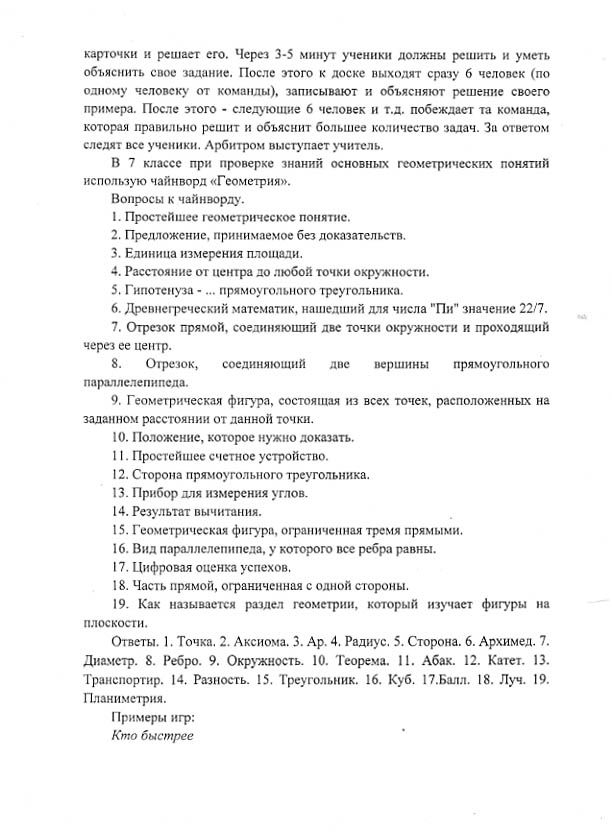 карточки и решает его. Через 3-5 минут ученики должны решить и уметь
объяснить свое задание. После этого к доске выходят сразу 6 человек (по
одному человеку от команды), записывают и объясняют решение своего
примера. После этого - следующие 6 человек и т.д. побеждает та команда,
которая правильно решит и объяснит большее количество задач. За ответом
следят все ученики. Арбитром выступает учитель.
В 7 классе при проверке знаний основных геометрических понятий
использую чайнворд «Геометрия».
Вопросы к чайнворду.
1. Простейшее геометрическое понятие.
2. Предложение, принимаемое без доказательств.
3. Единица измерения площади.
4. Расстояние от центра до любой точки окружности.
5. Гипотенуза - ... прямоугольного треугольника.
6. Древнегреческий математик, нашедший для числа "Пи" значение 22/7.
7. Отрезок прямой, соединяющий две точки окружности и проходящий
через ее центр.
8. Отрезок, соединяющий две вершины прямоугольного
параллелепипеда.
9. Геометрическая фигура, состоящая из всех точек, расположенных на
заданном расстоянии от данной точки.
10. Положение, которое нужно доказать.
11. Простейшее счетное устройство.
12. Сторона прямоугольного треугольника.
13. Прибор для измерения углов.
14. Результат вычитания.
15. Геометрическая фигура, ограниченная тремя прямыми.
16. Вид параллелепипеда, у которого все ребра равны.
17. Цифровая оценка успехов.
18. Часть прямой, ограниченная с одной стороны.
19. Как называется раздел геометрии, который изучает фигуры на
плоскости.
Ответы. 1. Точка. 2. Аксиома. 3. Ар. 4. Радиус. 5. Сторона. 6. Архимед. 7.
Диаметр. 8. Ребро. 9. Окружность. 10. Теорема. 11. Абак. 12. Катет. 13.
Транспортир. 14. Разность. 15. Треугольник. 16. Куб. 17.Балл. 18. Луч. 19.
Планиметрия.
Примеры игр:
Кто быстрее